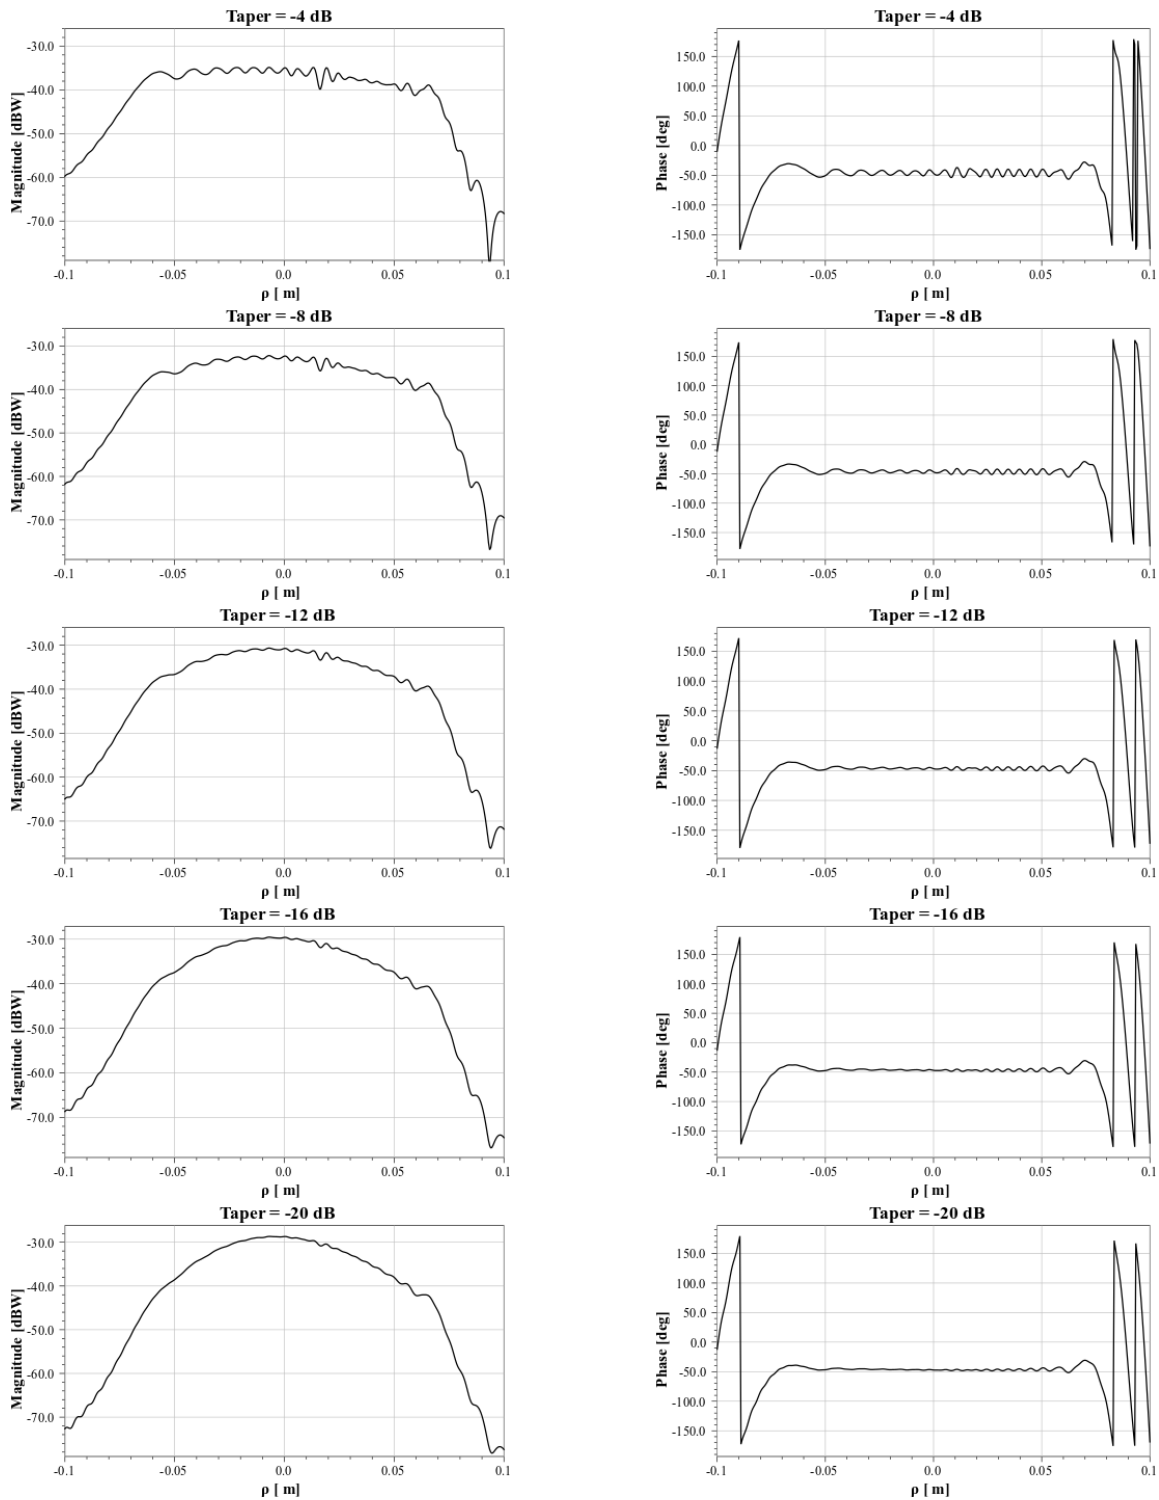 Taper = -4 dB
-30.0
-40.0
-50.0
-60.0
-70.0
Magnitude [dBW]
-0.1 -0.05 0.0 0.05 0.1
ρ [ m]
Taper = -4 dB
150.0
100.0
50.0
0.0
-50.0
-100.0
-150.0
Phase [deg]
-0.1 -0.05 0.0 0.05 0.1
ρ [ m]
Taper = -8 dB
-30.0
-40.0
-50.0
-60.0
-70.0
Magnitude [dBW]
-0.1 -0.05 0.0 0.05 0.1
ρ [ m]
Taper = -8 dB
150.0
100.0
50.0
0.0
-50.0
-100.0
-150.0
Phase [deg]
-0.1 -0.05 0.0 0.05 0.1
ρ [ m]
Taper = -12 dB
-30.0
-40.0
-50.0
-60.0
-70.0
Magnitude [dBW]
-0.1 -0.05 0.0 0.05 0.1
ρ [ m]
Taper = -12 dB
150.0
100.0
50.0
0.0
-50.0
-100.0
-150.0
Phase [deg]
-0.1 -0.05 0.0 0.05 0.1
ρ [ m]
Taper = -16 dB
-30.0
-40.0
-50.0
-60.0
-70.0
Magnitude [dBW]
-0.1 -0.05 0.0 0.05 0.1
ρ [ m]
Taper = -16 dB
150.0
100.0
50.0
0.0
-50.0
-100.0
-150.0
Phase [deg]
-0.1 -0.05 0.0 0.05 0.1
ρ [ m]
Taper = -20 dB
-30.0
-40.0
-50.0
-60.0
-70.0
Magnitude [dBW]
-0.1 -0.05 0.0 0.05 0.1
ρ [ m]
Taper = -20 dB
150.0
100.0
50.0
0.0
-50.0
-100.0
-150.0
Phase [deg]
-0.1 -0.05 0.0 0.05 0.1
ρ [ m]